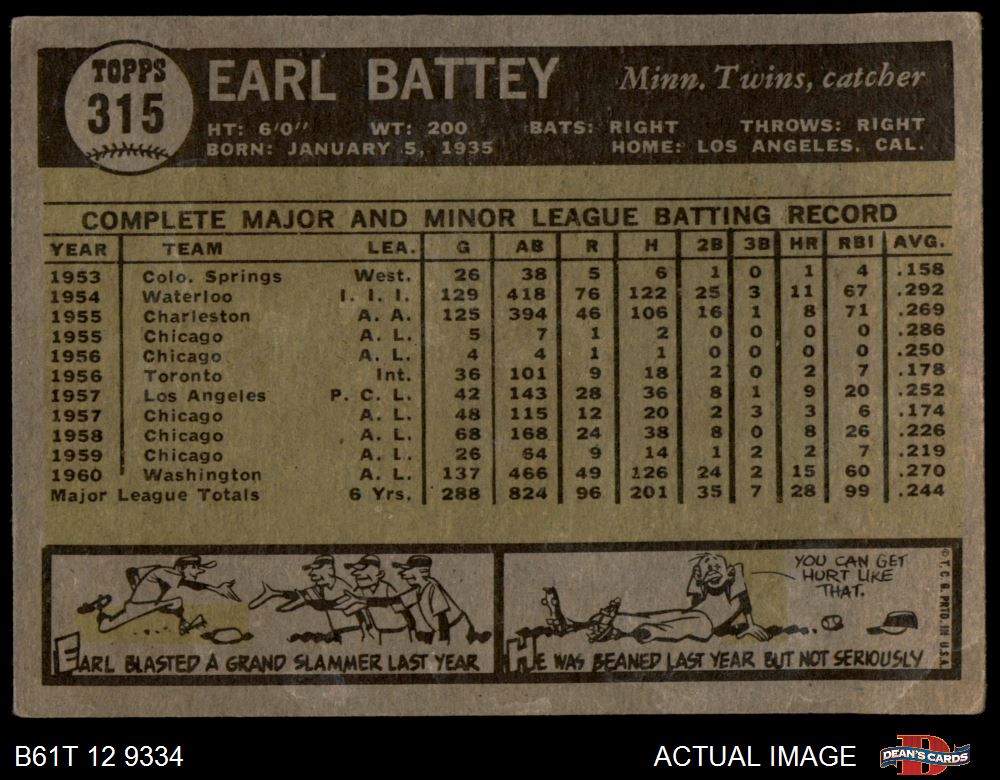 TOPPS
315
EARL BATTEY Minn. Twins, catcher
HT: 6'0" WT: 200 BATS: RIGHT THROWS: RIGHT
BORN: JANUARY 5, 1935 HOME: LOS ANGELES, CAL.
COMPLETE MAJOR AND MINOR LEAGUE BATTING RECORD
YEAR TEAM LEA. G AB R H 2B 3B HR RBI AVG.
1953 Colo. Springs West. 26 38 5 6 1 0 1 4 .158
1954 Waterloo I. I. I. 129 418 76 122 25 3 11 67 .292
1955 Charleston A. A. 125 394 46 106 16 1 8 71 .269
1955 Chicago A. L. 5 7 1 2 0 0 0 0 .286
1956 Chicago A. L. 4 4 1 1 0 0 0 0 .250
1956 Toronto Int. 36 101 9 18 2 0 2 7 .178
1957 Los Angeles P. C. L. 42 143 28 36 8 1 9 20 .252
1957 Chicago A. L. 48 115 12 20 2 3 3 6 .174
1958 Chicago A. L. 68 168 24 38 8 0 8 26 .226
1959 Chicago A. L. 26 64 9 14 1 2 2 7 .219
1960 Washington A. L. 137 466 49 126 24 2 15 60 .270
Major League Totals 6 Yrs. 288 824 96 201 35 7 28 99 .244
EARL BLASTED A GRAND SLAMMER LAST YEAR
YOU CAN GET
HURT LIKE
THAT.
HE WAS BEANED LAST YEAR BUT NOT SERIOUSLY
© T. C. G. PRTD. IN U.S.A.
B61T 12 9334 ACTUAL IMAGE DEAN'S CARDS